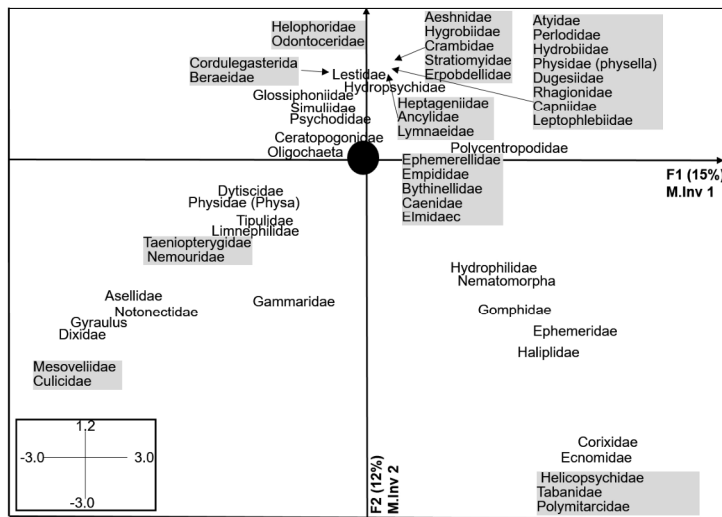 Helophoridae
Odontoceridae
Aeshnidae
Hygrobiidae
Crambidae
Stratiomyidae
Erpobdellidae
Atyidae
Perlodidae
Hydrobiidae
Physidae (physella)
Dugesiidae
Rhagionidae
Capniidae
Leptophlebiidae
Cordulegasterida
Beraeidae
Lestidae
Hydropsychidae
Glossiphoniidae
Simuliidae
Psychodidae
Heptageniidae
Ancylidae
Lymnaeidae
Ceratopogonidae
Oligochaeta
Polycentropodidae
F1 (15%)
M.Inv 1
Ephemerellidae
Empididae
Bythinellidae
Caenidae
Elmidaec
Dytiscidae
Physidae (Physa)
Tipulidae
Limnephilidae
Taeniopterygidae
Nemouridae
Hydrophilidae
Nematomorpha
Asellidae
Notonectidae
Gyraulus
Dixidae
Gammaridae
Gomphidae
Ephemeridae
Haliplidae
Mesoveliidae
Culicidae
1.2
-3.0
3.0
-3.0
F2 (12%)
M.Inv 2
Corixidae
Ecnomidae
Helicopsychidae
Tabanidae
Polymitarcidae